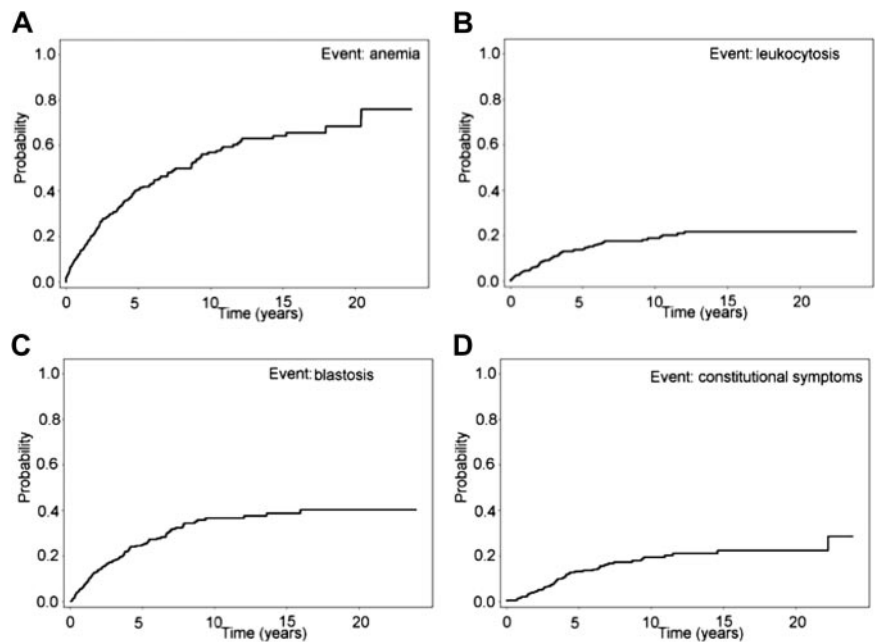 A
Event: anemia
Probability
1.0
0.8
0.6
0.4
0.2
0.0
0 5 10 15 20
Time (years)
B
Event: leukocytosis
Probability
1.0
0.8
0.6
0.4
0.2
0.0
0 5 10 15 20
Time (years)
C
Event: blastosis
Probability
1.0
0.8
0.6
0.4
0.2
0.0
0 5 10 15 20
Time (years)
D
Event: constitutional symptoms
Probability
1.0
0.8
0.6
0.4
0.2
0.0
0 5 10 15 20
Time (years)